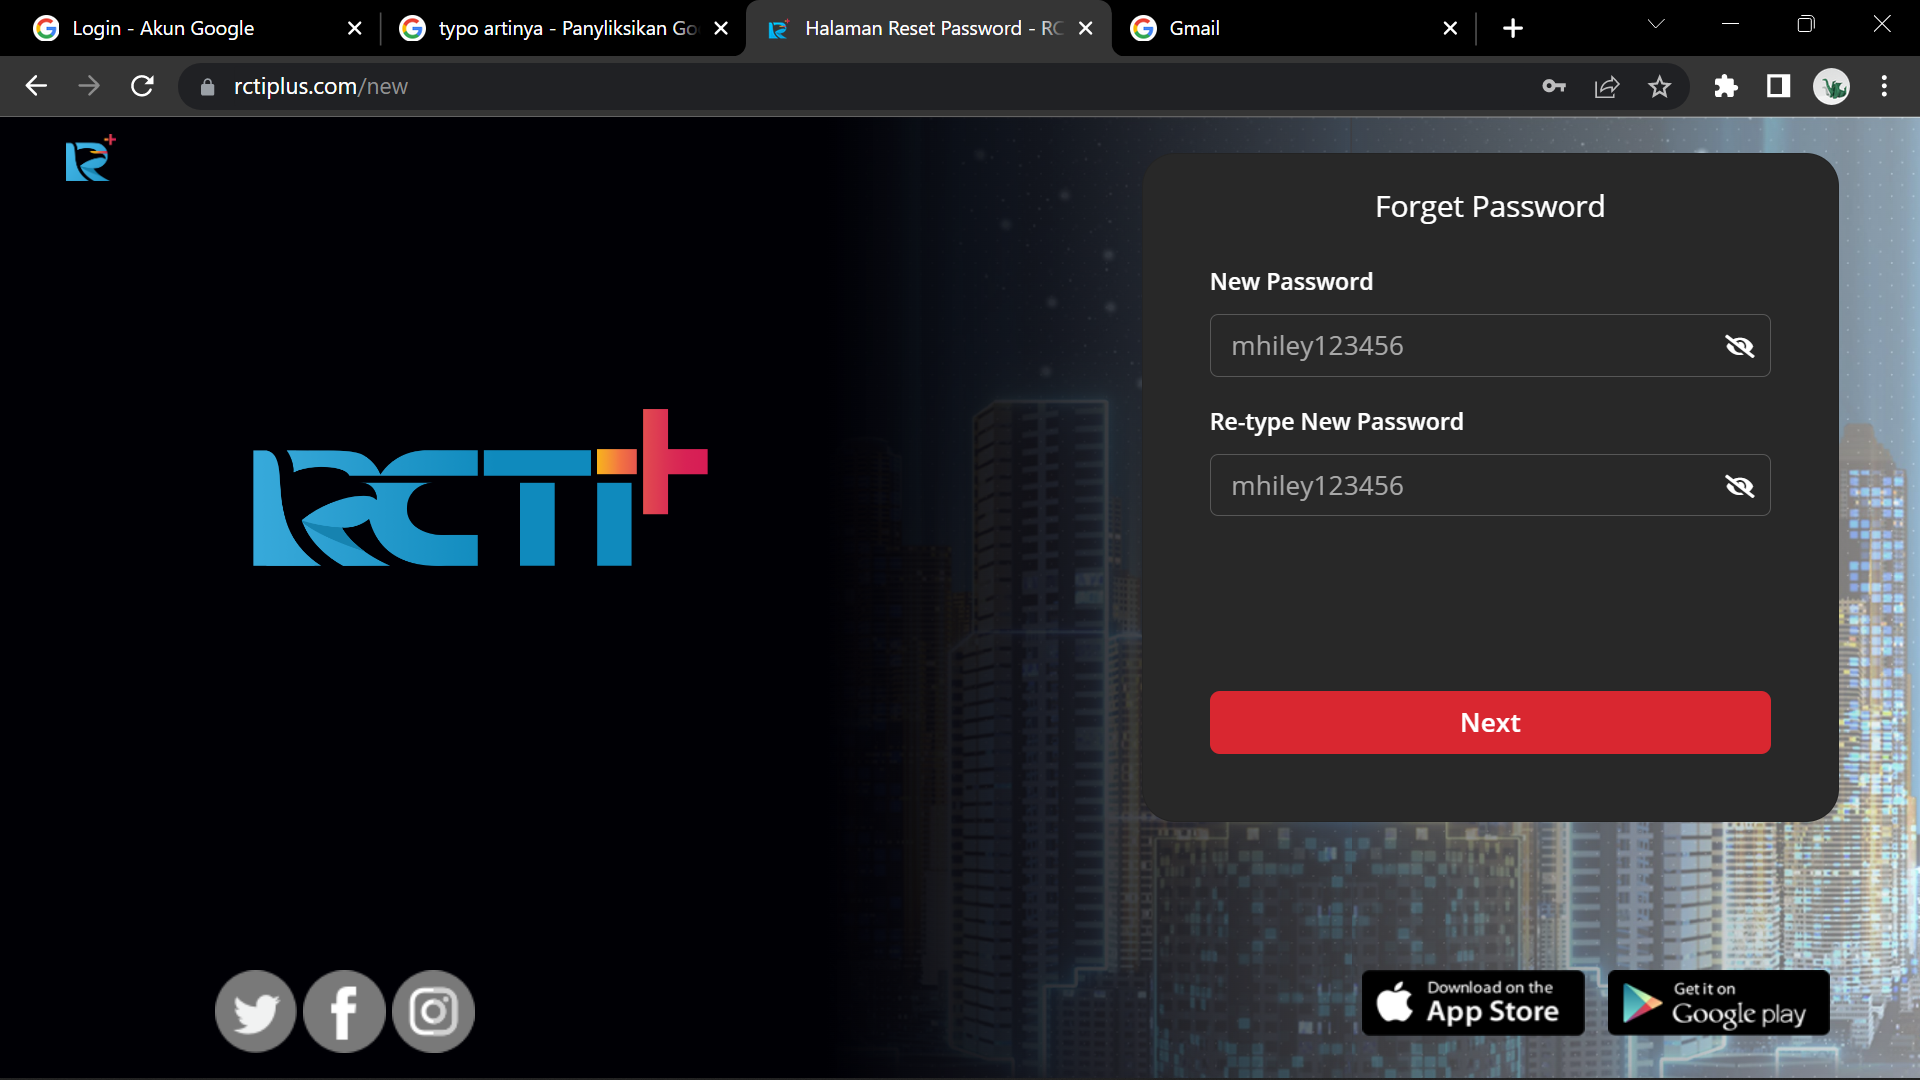 Login - Akun Google
typo artinya - Panyliksikan Go
Halaman Reset Password - RC
Gmail
rctiplus.com/new
R+
Forget Password
New Password
mhiley123456
Re-type New Password
mhiley123456
RCTI+
Next
Download on the
App Store
Get it on
Google play